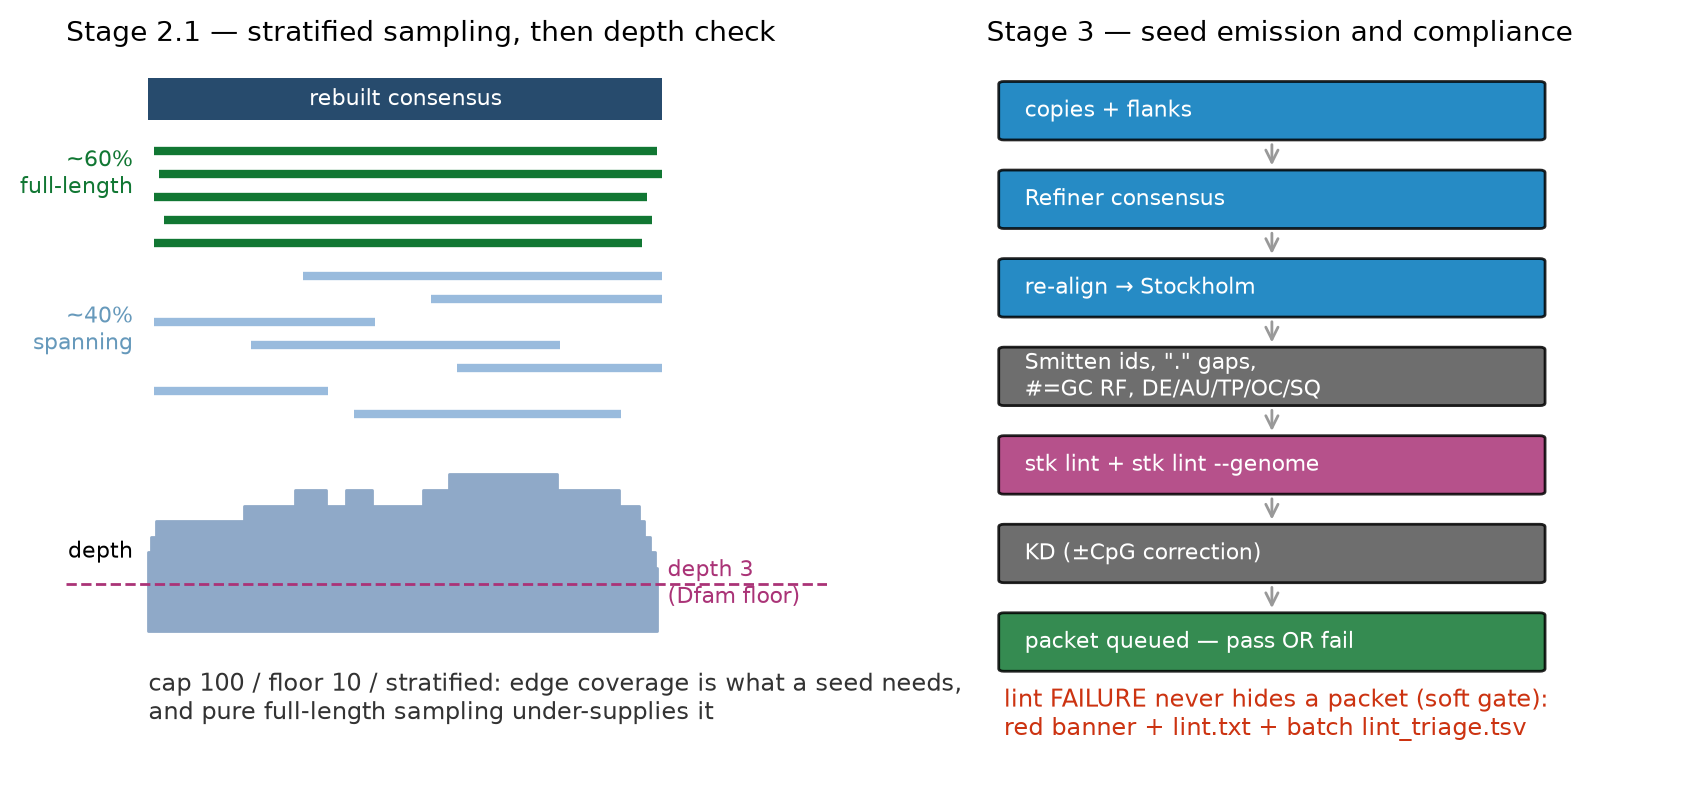 Stage 2.1 — stratified sampling, then depth check
rebuilt consensus
~60%
full-length
~40%
spanning
depth
depth 3
(Dfam floor)
cap 100 / floor 10 / stratified: edge coverage is what a seed needs,
and pure full-length sampling under-supplies it
Stage 3 — seed emission and compliance
copies + flanks
Refiner consensus
re-align → Stockholm
Smitten ids, "." gaps,
#=GC RF, DE/AU/TP/OC/SQ
stk lint + stk lint --genome
KD (±CpG correction)
packet queued — pass OR fail
lint FAILURE never hides a packet (soft gate):
red banner + lint.txt + batch lint_triage.tsv